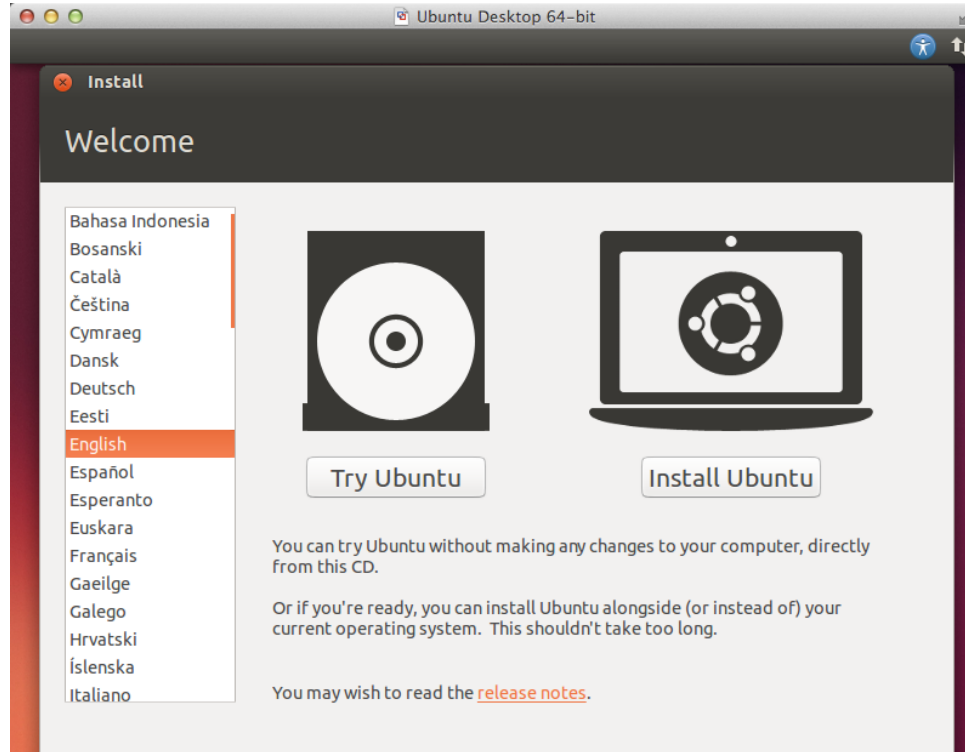 Ubuntu Desktop 64-bit
Install
Welcome
Bahasa Indonesia
Bosanski
Català
Čeština
Cymraeg
Dansk
Deutsch
Eesti
English
Español
Esperanto
Euskara
Français
Gaeilge
Galego
Hrvatski
Íslenska
Italiano
Try Ubuntu
Install Ubuntu
You can try Ubuntu without making any changes to your computer, directly
from this CD.
Or if you're ready, you can install Ubuntu alongside (or instead of) your
current operating system.  This shouldn't take too long.
You may wish to read the release notes.